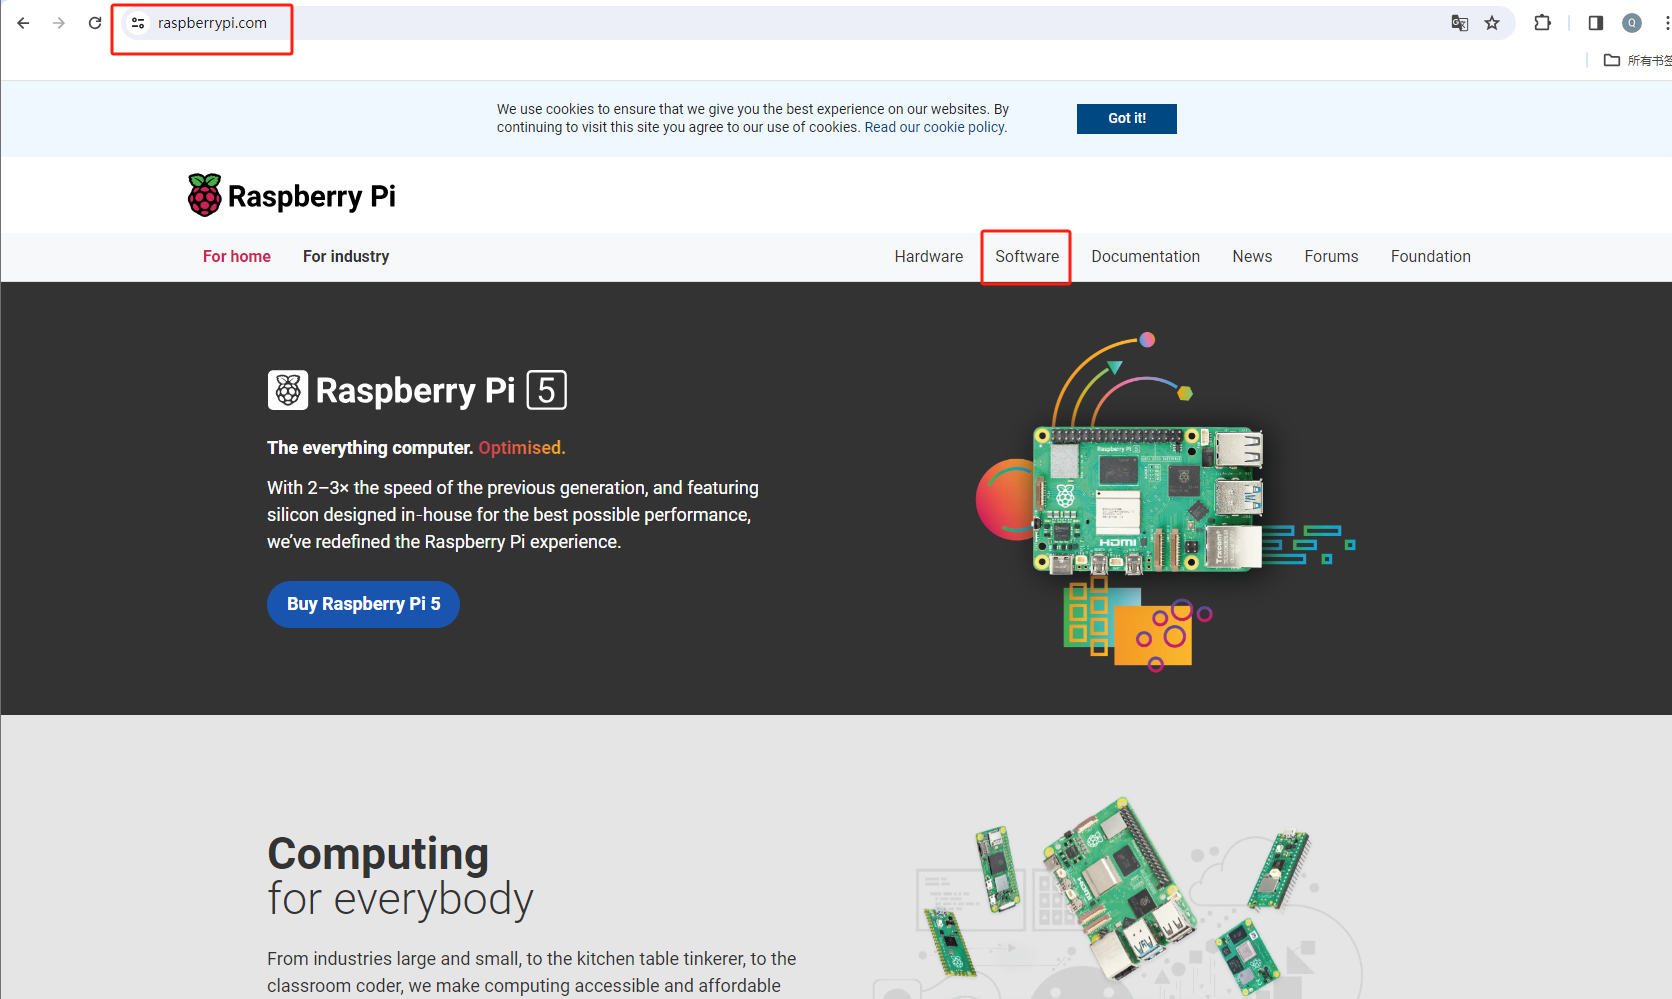 raspberrypi.com
Q
所有书签
We use cookies to ensure that we give you the best experience on our websites. By
continuing to visit this site you agree to our use of cookies. Read our cookie policy.
Got it!
Raspberry Pi
For home
For industry
Hardware
Software
Documentation
News
Forums
Foundation
Raspberry Pi 5
The everything computer. Optimised.
With 2–3× the speed of the previous generation, and featuring
silicon designed in-house for the best possible performance,
we’ve redefined the Raspberry Pi experience.
Buy Raspberry Pi 5
Raspberry Pi 5
HDMI
Computing
for everybody
From industries large and small, to the kitchen table tinkerer, to the
classroom coder, we make computing accessible and affordable